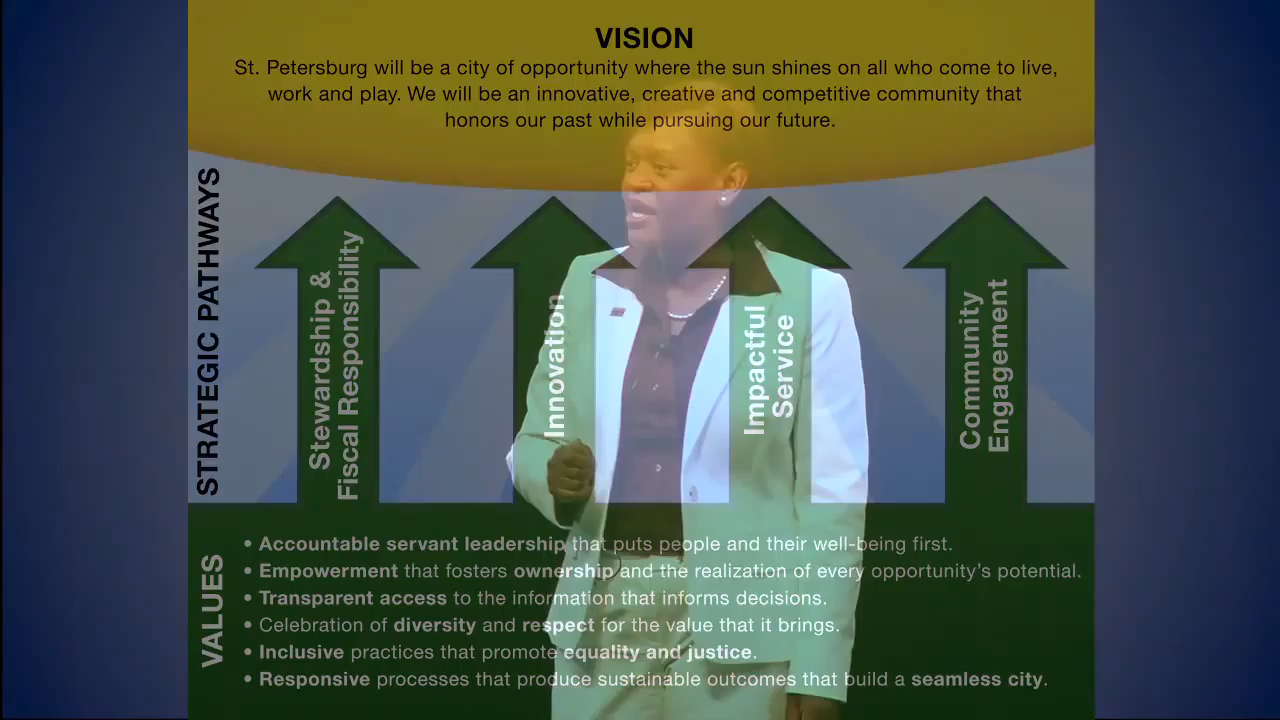 VISION
St. Petersburg will be a city of opportunity where the sun shines on all who come to live,
work and play. We will be an innovative, creative and competitive community that
honors our past while pursuing our future.
STRATEGIC PATHWAYS
Stewardship &
Fiscal Responsibility
Innovation
Impactful
Service
Community
Engagement
VALUES
• Accountable servant leadership that puts people and their well-being first.
• Empowerment that fosters ownership and the realization of every opportunity's potential.
• Transparent access to the information that informs decisions.
• Celebration of diversity and respect for the value that it brings.
• Inclusive practices that promote equality and justice.
• Responsive processes that produce sustainable outcomes that build a seamless city.